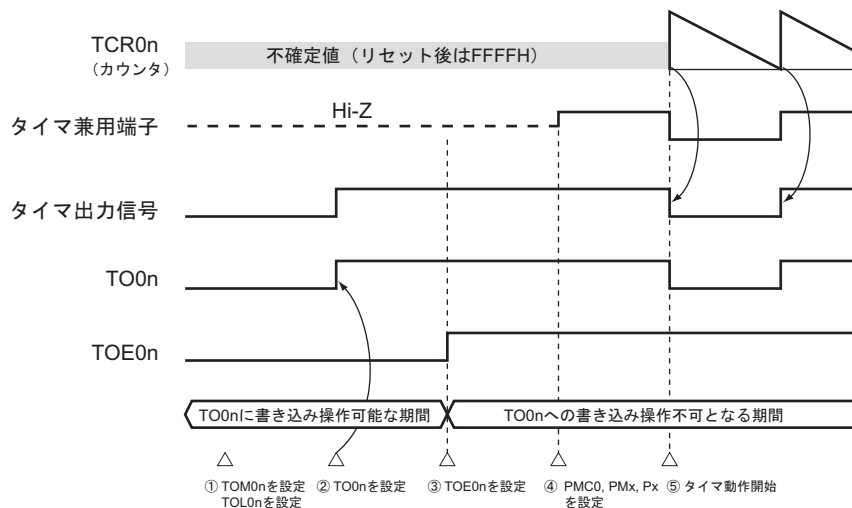 TCR0n
（カウンタ）
不確定値（リセット後はFFFFH）
Hi-Z
タイマ兼用端子
タイマ出力信号
TO0n
TOE0n
TO0nに書き込み操作可能な期間
TO0nへの書き込み操作不可となる期間
① TOM0nを設定
TOL0nを設定
② TO0nを設定
③ TOE0nを設定
④ PMC0, PMx, Px
を設定
⑤ タイマ動作開始